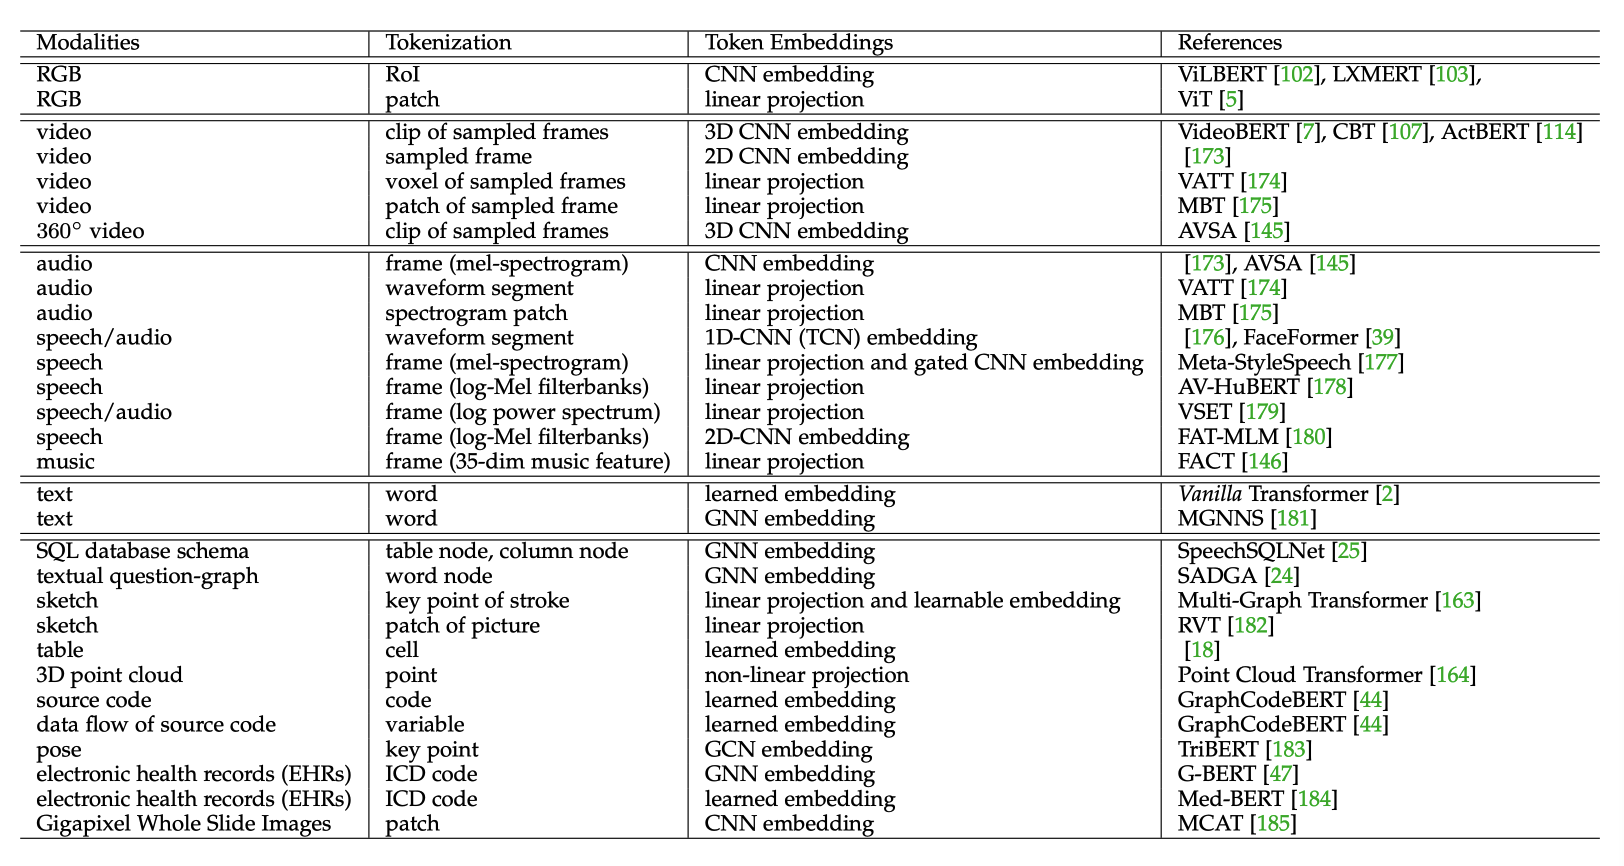 Modalities Tokenization Token Embeddings References
RGB RoI CNN embedding ViLBERT [102], LXMERT [103],
RGB patch linear projection ViT [5]
video clip of sampled frames 3D CNN embedding VideoBERT [7], CBT [107], ActBERT [114]
video sampled frame 2D CNN embedding [173]
video voxel of sampled frames linear projection VATT [174]
video patch of sampled frame linear projection MBT [175]
360° video clip of sampled frames 3D CNN embedding AVSA [145]
audio frame (mel-spectrogram) CNN embedding [173], AVSA [145]
audio waveform segment linear projection VATT [174]
audio spectrogram patch linear projection MBT [175]
speech/audio waveform segment 1D-CNN (TCN) embedding [176], FaceFormer [39]
speech frame (mel-spectrogram) linear projection and gated CNN embedding Meta-StyleSpeech [177]
speech frame (log-Mel filterbanks) linear projection AV-HuBERT [178]
speech/audio frame (log power spectrum) linear projection VSET [179]
speech frame (log-Mel filterbanks) 2D-CNN embedding FAT-MLM [180]
music frame (35-dim music feature) linear projection FACT [146]
text word learned embedding Vanilla Transformer [2]
text word GNN embedding MGNNS [181]
SQL database schema table node, column node GNN embedding SpeechSQLNet [25]
textual question-graph word node GNN embedding SADGA [24]
sketch key point of stroke linear projection and learnable embedding Multi-Graph Transformer [163]
sketch patch of picture linear projection RVT [182]
table cell learned embedding [18]
3D point cloud point non-linear projection Point Cloud Transformer [164]
source code code learned embedding GraphCodeBERT [44]
data flow of source code variable learned embedding GraphCodeBERT [44]
pose key point GCN embedding TriBERT [183]
electronic health records (EHRs) ICD code GNN embedding G-BERT [47]
electronic health records (EHRs) ICD code learned embedding Med-BERT [184]
Gigapixel Whole Slide Images patch CNN embedding MCAT [185]